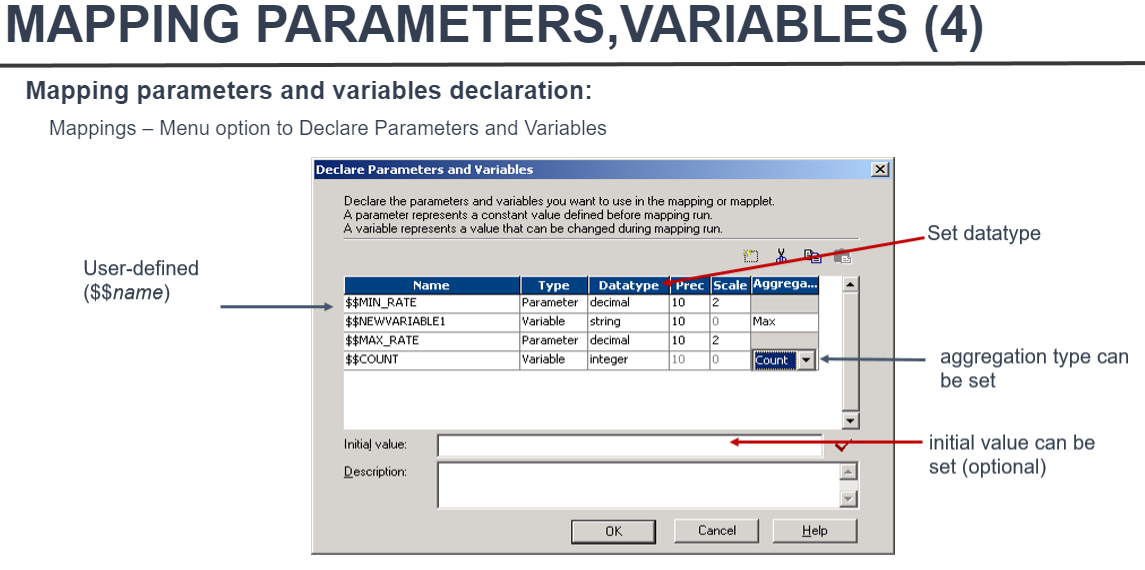 MAPPING PARAMETERS,VARIABLES (4)
Mapping parameters and variables declaration:
Mappings – Menu option to Declare Parameters and Variables
Declare Parameters and Variables
Declare the parameters and variables you want to use in the mapping or mapplet.
A parameter represents a constant value defined before mapping run.
A variable represents a value that can be changed during mapping run.
Set datatype
User-defined
($$name)
Name Type Datatype Prec Scale Aggrega...
$$MIN_RATE Parameter decimal 10 2
$$NEWVARIABLE1 Variable string 10 0 Max
$$MAX_RATE Parameter decimal 10 2
$$COUNT Variable integer 10 0 Count
aggregation type can
be set
Initial value:
initial value can be
set (optional)
Description:
OK Cancel Help